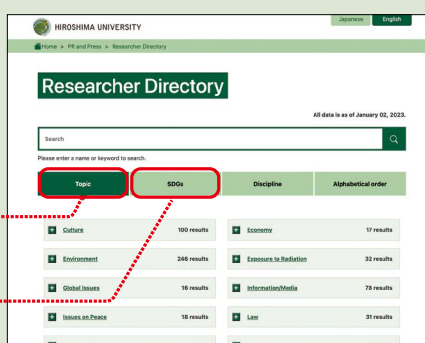 HIROSHIMA UNIVERSITY
Japanese English
Home > PR and Press > Researcher Directory
Researcher Directory
All data is as of January 02, 2023.
Search
Please enter a name or keyword to search.
Topic SDGs Discipline Alphabetical order
Culture 100 results Economy 17 results
Environment 246 results Exposure to Radiation 32 results
Global Issues 16 results Information/Media 78 results
Issues on Peace 18 results Law 31 results